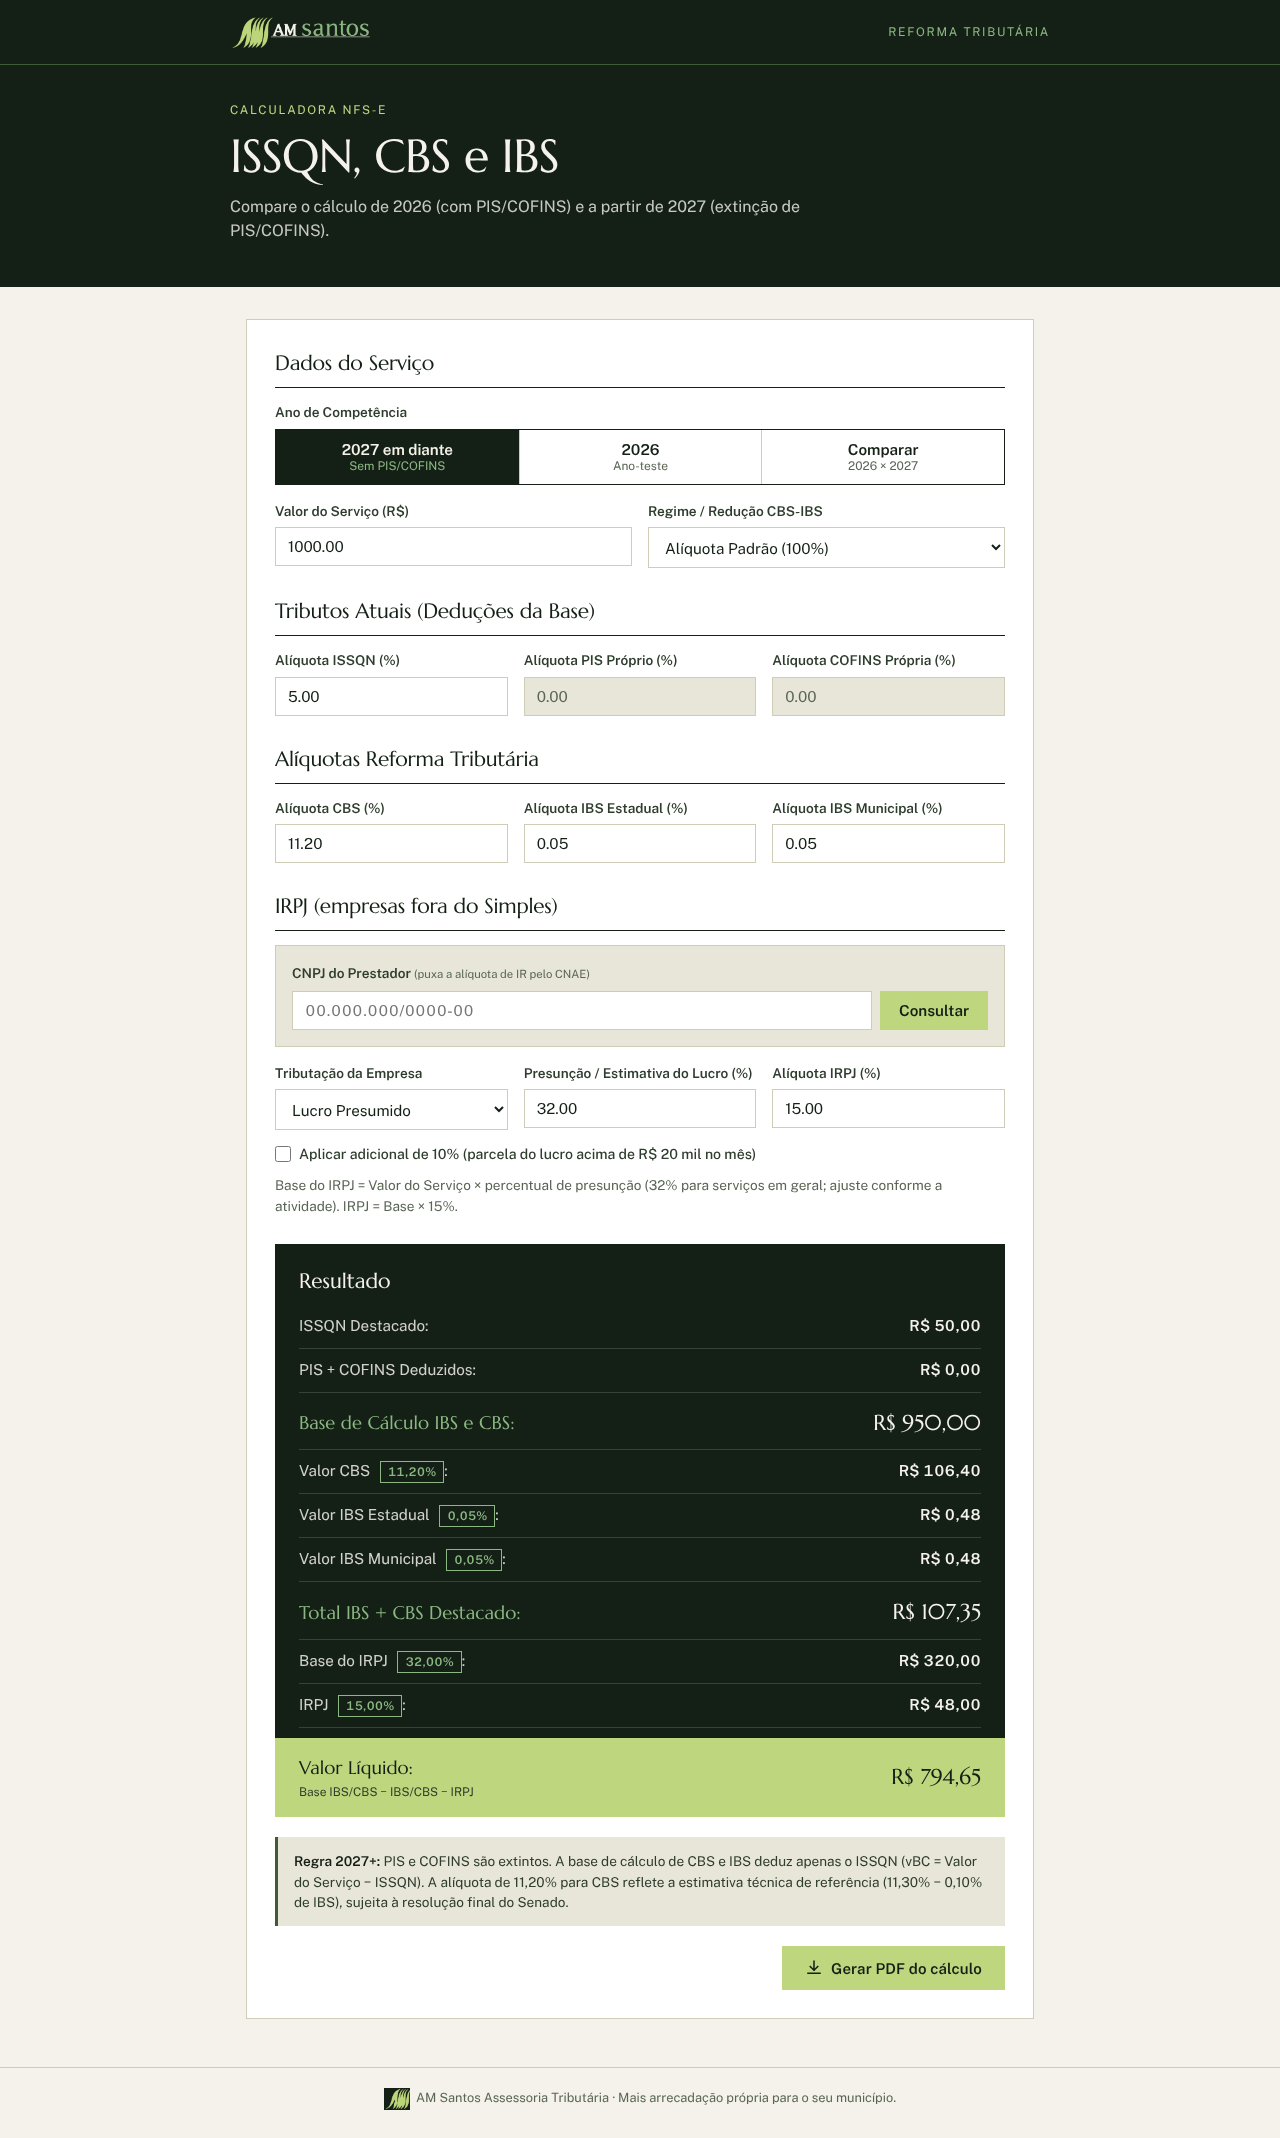 AM santos
REFORMA TRIBUTÁRIA
CALCULADORA NFS-E
ISSQN, CBS e IBS
Compare o cálculo de 2026 (com PIS/COFINS) e a partir de 2027 (extinção de
PIS/COFINS).
Dados do Serviço
Ano de Competência
2027 em diante
Sem PIS/COFINS
2026
Ano-teste
Comparar
2026 × 2027
Valor do Serviço (R$)
Regime / Redução CBS-IBS
1000.00
Alíquota Padrão (100%)
Tributos Atuais (Deduções da Base)
Alíquota ISSQN (%)
Alíquota PIS Próprio (%)
Alíquota COFINS Própria (%)
5.00
0.00
0.00
Alíquotas Reforma Tributária
Alíquota CBS (%)
Alíquota IBS Estadual (%)
Alíquota IBS Municipal (%)
11.20
0.05
0.05
IRPJ (empresas fora do Simples)
CNPJ do Prestador (puxa a alíquota de IR pelo CNAE)
00.000.000/0000-00
Consultar
Tributação da Empresa
Presunção / Estimativa do Lucro (%)
Alíquota IRPJ (%)
Lucro Presumido
32.00
15.00
Aplicar adicional de 10% (parcela do lucro acima de R$ 20 mil no mês)
Base do IRPJ = Valor do Serviço × percentual de presunção (32% para serviços em geral; ajuste conforme a
atividade). IRPJ = Base × 15%.
Resultado
ISSQN Destacado: R$ 50,00
PIS + COFINS Deduzidos: R$ 0,00
Base de Cálculo IBS e CBS: R$ 950,00
Valor CBS 11,20%: R$ 106,40
Valor IBS Estadual 0,05%: R$ 0,48
Valor IBS Municipal 0,05%: R$ 0,48
Total IBS + CBS Destacado: R$ 107,35
Base do IRPJ 32,00%: R$ 320,00
IRPJ 15,00%: R$ 48,00
Valor Líquido: R$ 794,65
Base IBS/CBS − IBS/CBS − IRPJ
Regra 2027+: PIS e COFINS são extintos. A base de cálculo de CBS e IBS deduz apenas o ISSQN (vBC = Valor
do Serviço − ISSQN). A alíquota de 11,20% para CBS reflete a estimativa técnica de referência (11,30% − 0,10%
de IBS), sujeita à resolução final do Senado.
Gerar PDF do cálculo
AM Santos Assessoria Tributária · Mais arrecadação própria para o seu município.